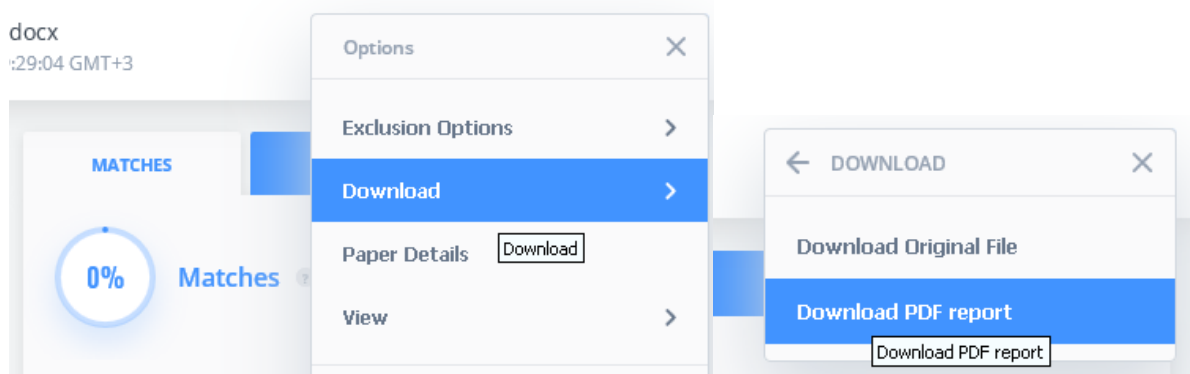 docx
:29:04 GMT+3
MATCHES
0%
Matches
?
Options
Exclusion Options
Download
Paper Details
Download
View
DOWNLOAD
Download Original File
Download PDF report
Download PDF report